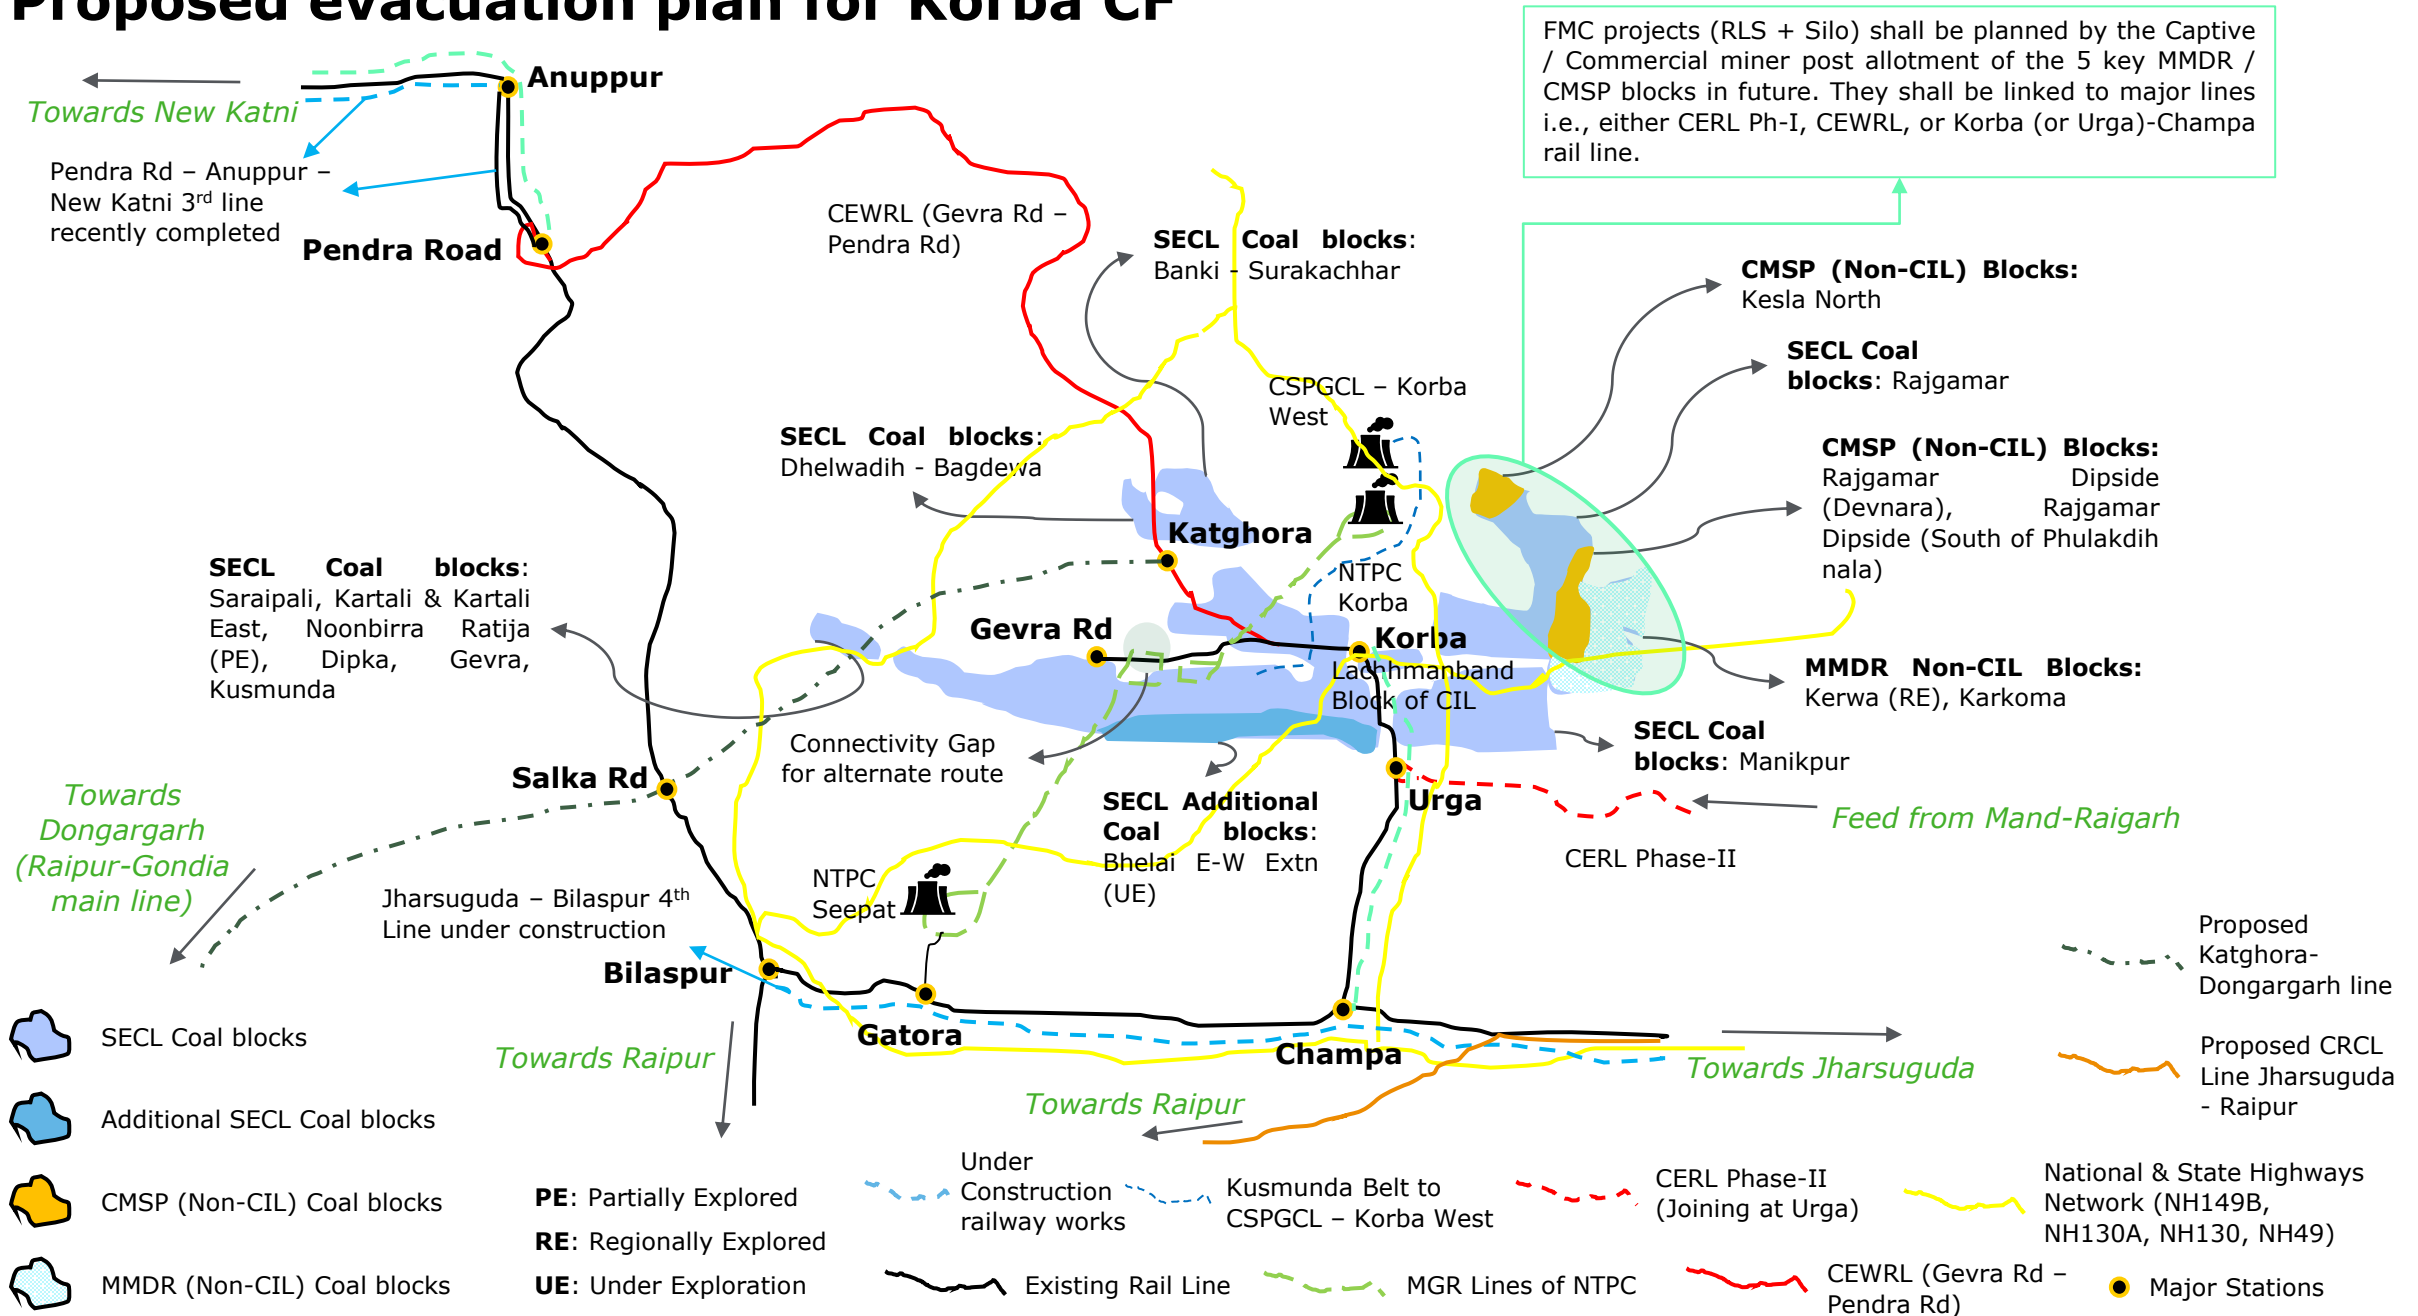 Proposed evacuation plan for Korba CF
FMC projects (RLS + Silo) shall be planned by the Captive
/ Commercial miner post allotment of the 5 key MMDR /
CMSP blocks in future. They shall be linked to major lines
i.e., either CERL Ph-I, CEWRL, or Korba (or Urga)-Champa
rail line.
Anuppur
Towards New Katni
Pendra Rd – Anuppur –
New Katni 3rd line
recently completed
Pendra Road
CEWRL (Gevra Rd –
Pendra Rd)
SECL Coal blocks:
Banki - Surakachhar
CMSP (Non-CIL) Blocks:
Kesla North
SECL Coal
blocks: Rajgamar
CSPGCL – Korba
West
SECL Coal blocks:
Dhelwadih - Bagdewa
CMSP (Non-CIL) Blocks:
Rajgamar Dipside
(Devnara), Rajgamar
Dipside (South of Phulakdih
nala)
Katghora
SECL Coal blocks:
Saraipali, Kartali & Kartali
East, Noonbirra Ratija
(PE), Dipka, Gevra,
Kusmunda
NTPC
Korba
Gevra Rd
Korba
Lachhmanband
Block of CIL
MMDR Non-CIL Blocks:
Kerwa (RE), Karkoma
SECL Coal
blocks: Manikpur
Connectivity Gap
for alternate route
Salka Rd
Towards
Dongargarh
(Raipur-Gondia
main line)
SECL Additional
Coal blocks:
Bhelai E-W Extn
(UE)
Urga
Feed from Mand-Raigarh
CERL Phase-II
NTPC
Seepat
Jharsuguda – Bilaspur 4th
Line under construction
Bilaspur
Gatora
Champa
Towards Raipur
Towards Raipur
Towards Jharsuguda
Proposed
Katghora-
Dongargarh line
Proposed CRCL
Line Jharsuguda
- Raipur
SECL Coal blocks
Additional SECL Coal blocks
CMSP (Non-CIL) Coal blocks
MMDR (Non-CIL) Coal blocks
PE: Partially Explored
RE: Regionally Explored
UE: Under Exploration
Under
Construction
railway works
Kusmunda Belt to
CSPGCL – Korba West
CERL Phase-II
(Joining at Urga)
National & State Highways
Network (NH149B,
NH130A, NH130, NH49)
Existing Rail Line
MGR Lines of NTPC
CEWRL (Gevra Rd –
Pendra Rd)
Major Stations